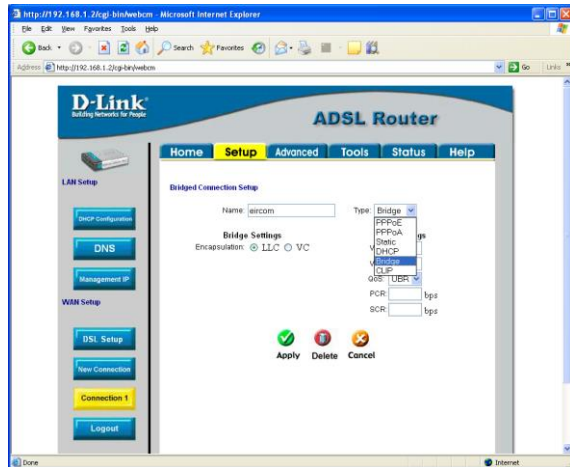 http://192.168.1.2/cgi-bin/webcm - Microsoft Internet Explorer
File Edit View Favorites Tools Help
Back Search Favorites
Address http://192.168.1.2/cgi-bin/webcm Go Links
D-Link
Building Networks for People
ADSL Router
Home Setup Advanced Tools Status Help
LAN Setup
DHCP Configuration
DNS
Management IP
WAN Setup
DSL Setup
New Connection
Connection 1
Logout
Bridged Connection Setup
Name: eircom Type: Bridge
PPPoE
PPPoA
Static
DHCP
Bridge
CLIP
Bridge Settings
Encapsulation: LLC VC
QoS: UBR
PCR: bps
SCR: bps
Apply Delete Cancel
Done Internet